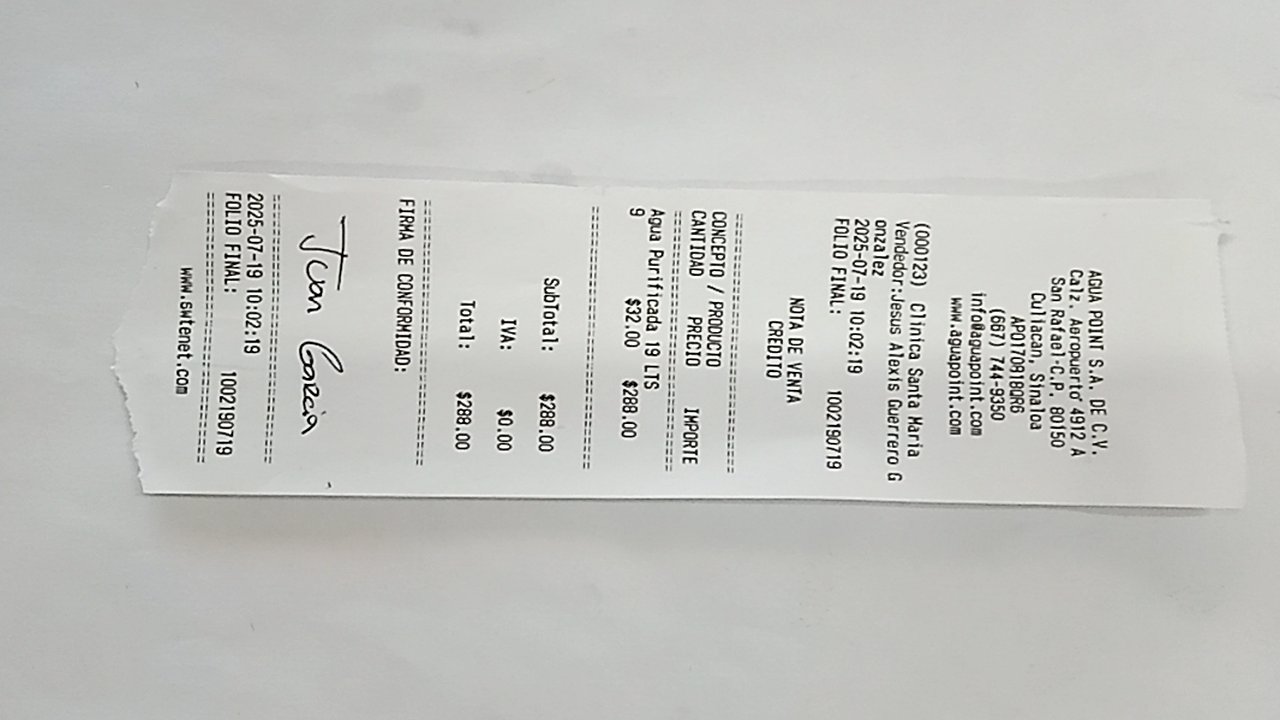 AGUA POINT S.A. DE C.V.
Calz. Aeropuerto 4912 A
San Rafael-C.P. 80150
Culiacan, Sinaloa
APO170818QR6
(667) 744-9350
info@aguapoint.com
www.aguapoint.com
(000123) Clinica Santa Maria
Vendedor:Jesus Alexis Guerrero G
onzalez
2025-07-19 10:02:19
FOLIO FINAL: 1002190719
NOTA DE VENTA
CREDITO
================================
CONCEPTO / PRODUCTO
CANTIDAD PRECIO IMPORTE
================================
Agua Purificada 19 LTS
9 $32.00 $288.00
================================
SubTotal: $288.00
IVA: $0.00
Total: $288.00
================================
FIRMA DE CONFORMIDAD:
Juan Garcia
================================
2025-07-19 10:02:19
FOLIO FINAL: 1002190719
================================
www.swtenet.com